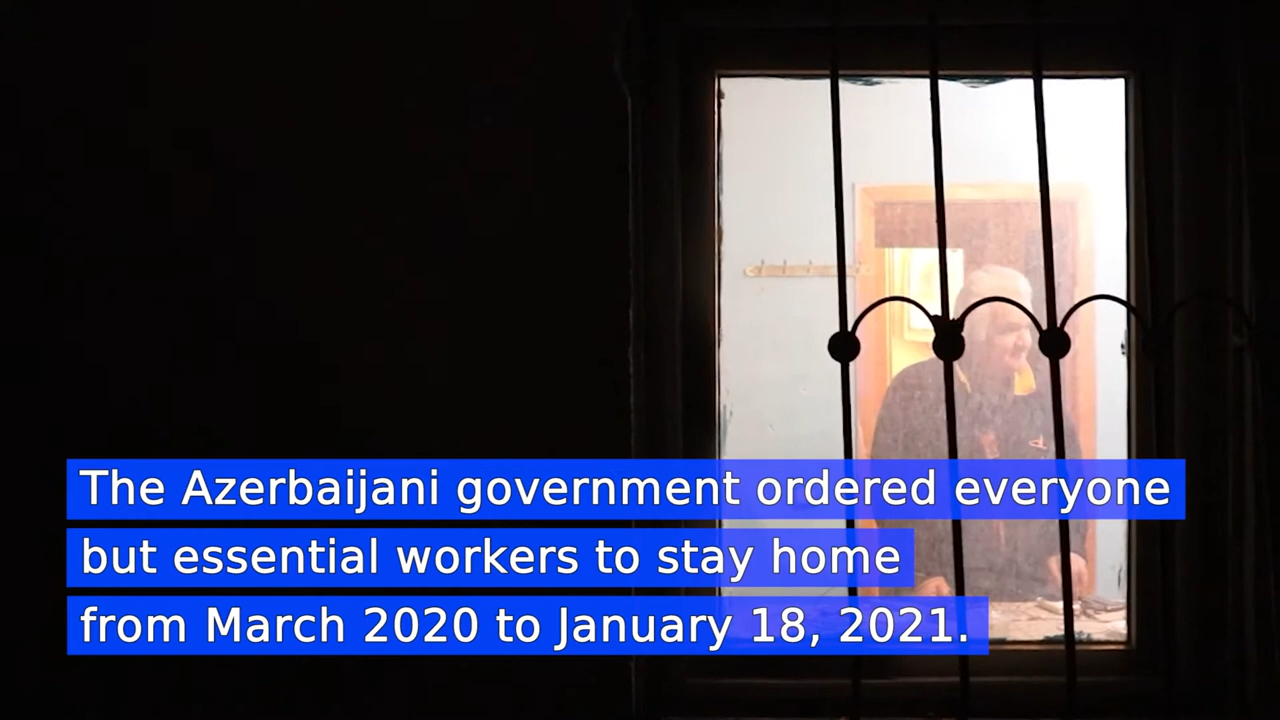 The Azerbaijani government ordered everyone
but essential workers to stay home
from March 2020 to January 18, 2021.